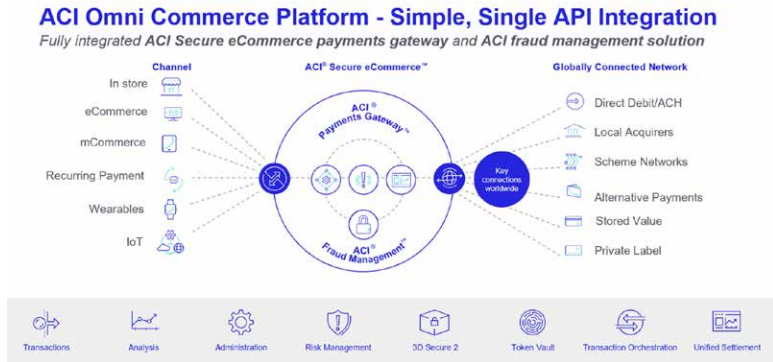 ACI Omni Commerce Platform - Simple, Single API Integration
Fully integrated ACI Secure eCommerce payments gateway and ACI fraud management solution
Channel
In store
eCommerce
mCommerce
Recurring Payment
Wearables
IoT
ACI® Secure eCommerce™
ACI®
Payments Gateway™
ACI®
Fraud Management™
Globally Connected Network
Key
connections
worldwide
Direct Debit/ACH
Local Acquirers
Scheme Networks
Alternative Payments
Stored Value
Private Label
Transactions
Analysis
Administration
Risk Management
3D Secure 2
Token Vault
Transaction Orchestration
Unified Settlement